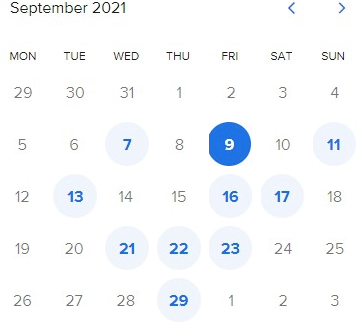 September 2021
MON TUE WED THU FRI SAT SUN
29 30 31 1 2 3 4
5 6 7 8 9 10 11
12 13 14 15 16 17 18
19 20 21 22 23 24 25
26 27 28 29 1 2 3